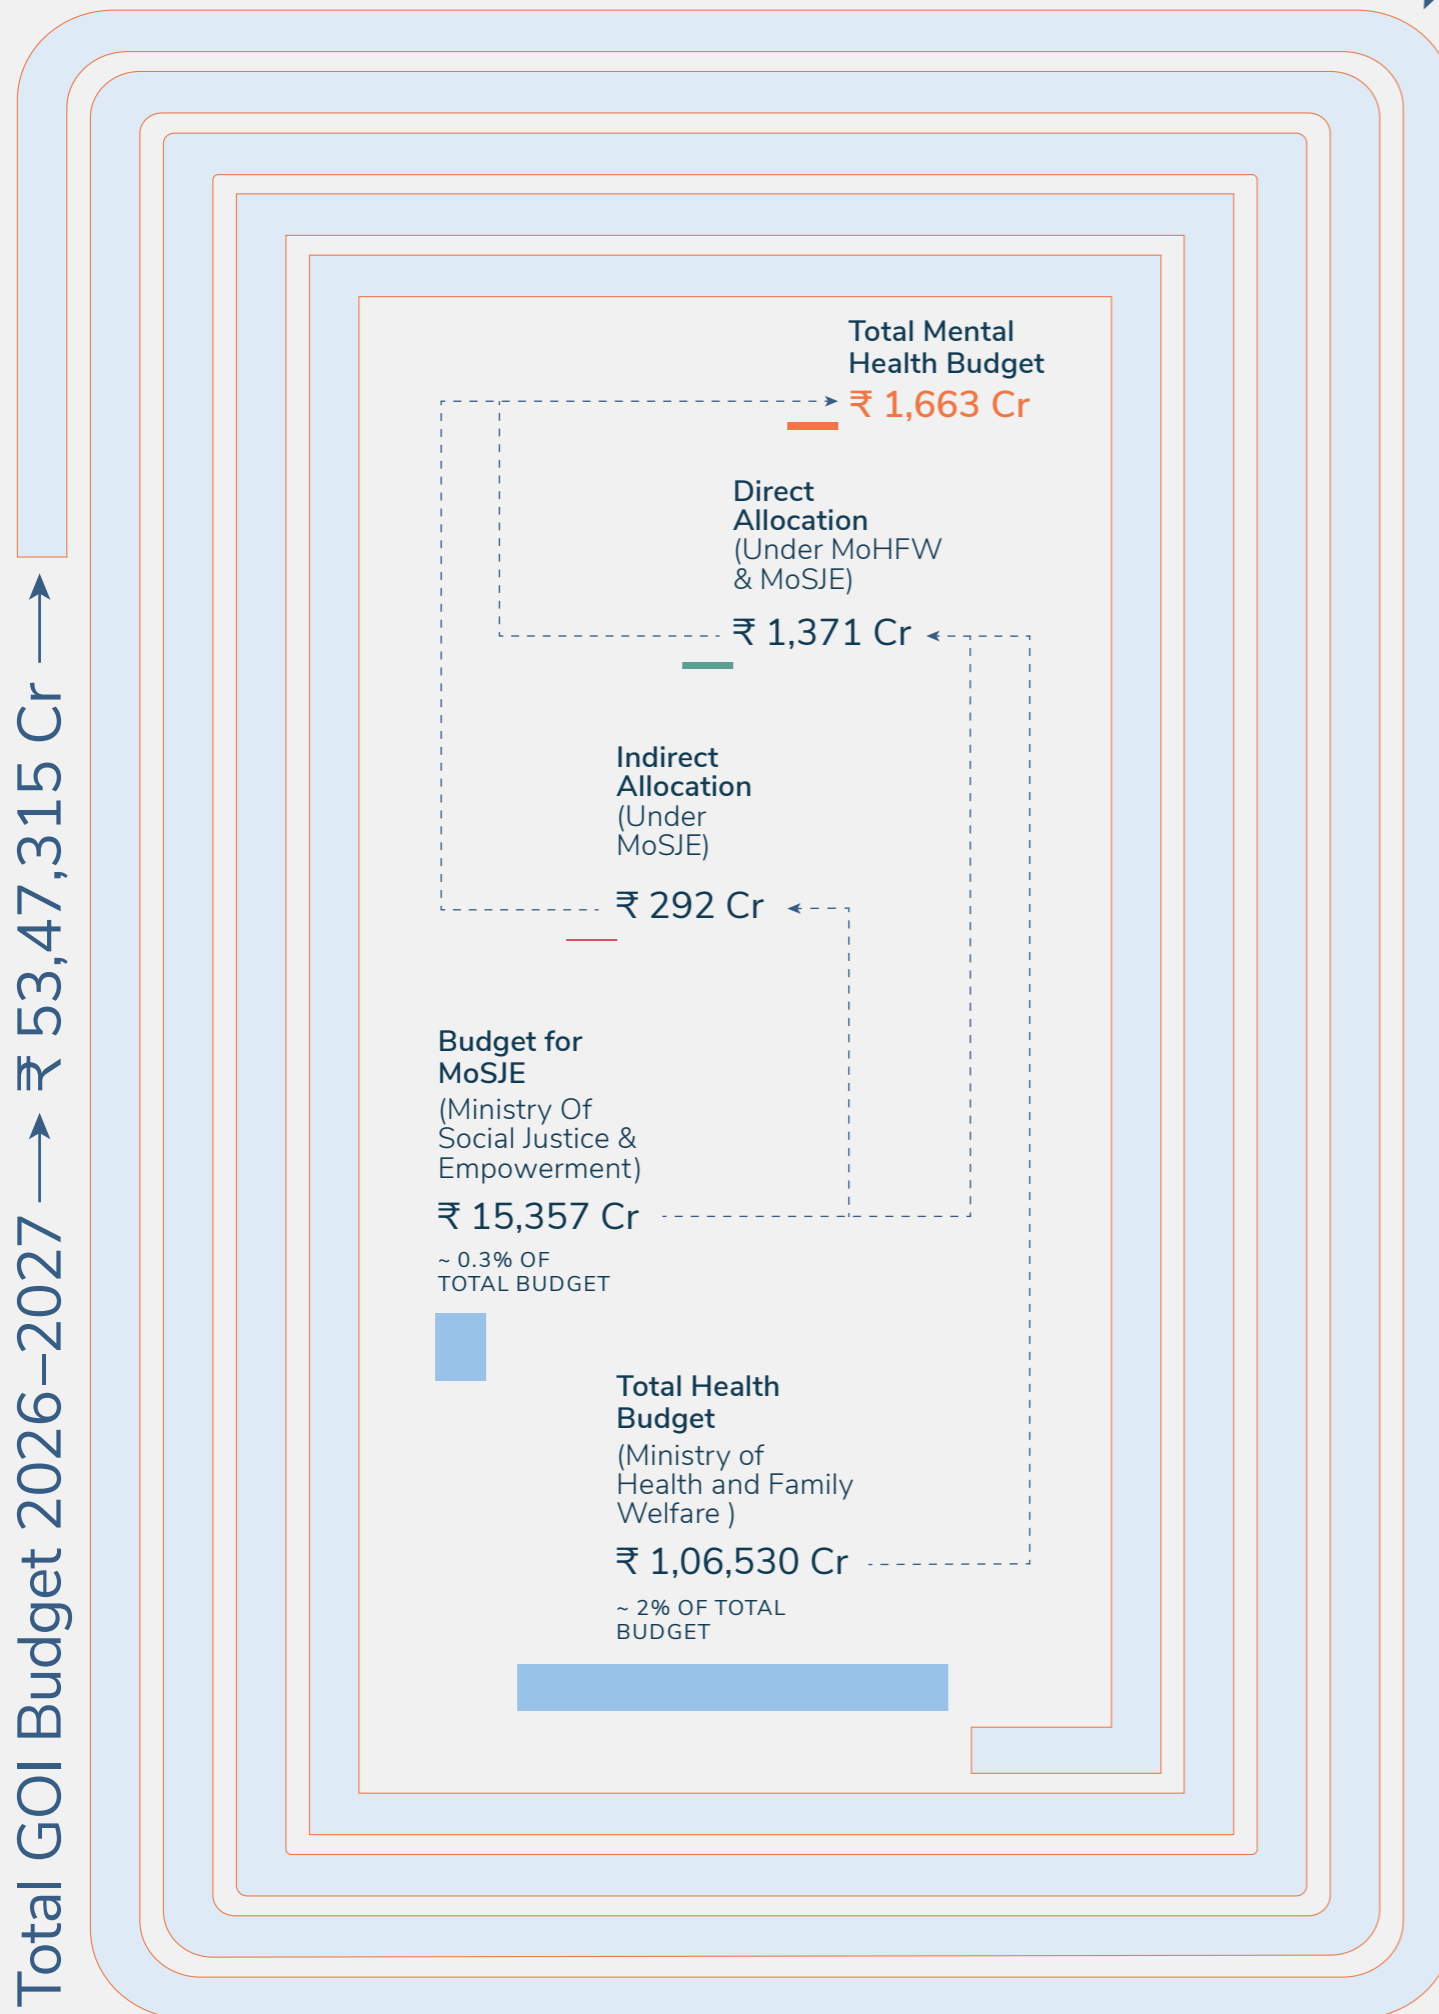 Total GOI Budget 2026–2027 → ₹ 53,47,315 Cr →
Total Mental
Health Budget
₹ 1,663 Cr
Direct
Allocation
(Under MoHFW
& MoSJE)
₹ 1,371 Cr
Indirect
Allocation
(Under
MoSJE)
₹ 292 Cr
Budget for
MoSJE
(Ministry Of
Social Justice &
Empowerment)
₹ 15,357 Cr
~ 0.3% OF
TOTAL BUDGET
Total Health
Budget
(Ministry of
Health and Family
Welfare )
₹ 1,06,530 Cr
~ 2% OF TOTAL
BUDGET